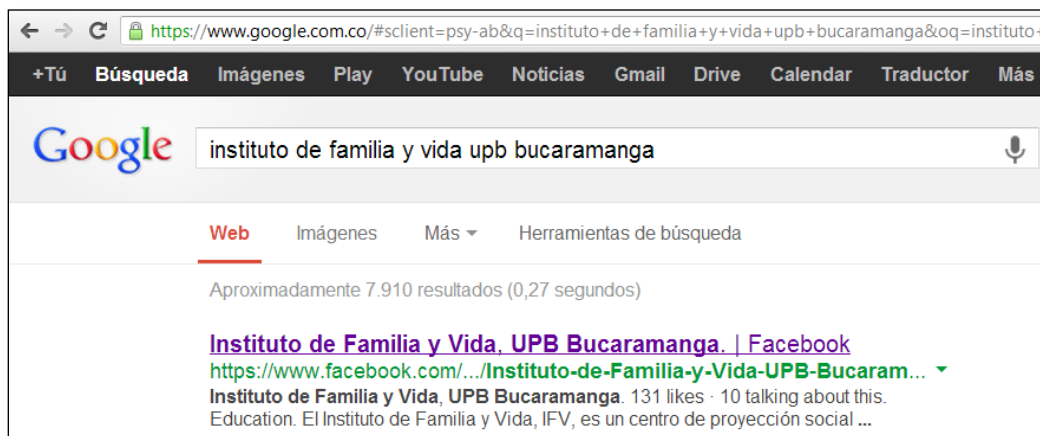 https://www.google.com.co/#sclient=psy-ab&q=instituto+de+familia+y+vida+upb+bucaramanga&oq=instituto+
+Tú Búsqueda Imágenes Play YouTube Noticias Gmail Drive Calendar Traductor Más
Google instituto de familia y vida upb bucaramanga
Web Imágenes Más Herramientas de búsqueda
Aproximadamente 7.910 resultados (0,27 segundos)
Instituto de Familia y Vida, UPB Bucaramanga. | Facebook
https://www.facebook.com/.../Instituto-de-Familia-y-Vida-UPB-Bucaram...
Instituto de Familia y Vida, UPB Bucaramanga. 131 likes · 10 talking about this.
Education. El Instituto de Familia y Vida, IFV, es un centro de proyección social ...